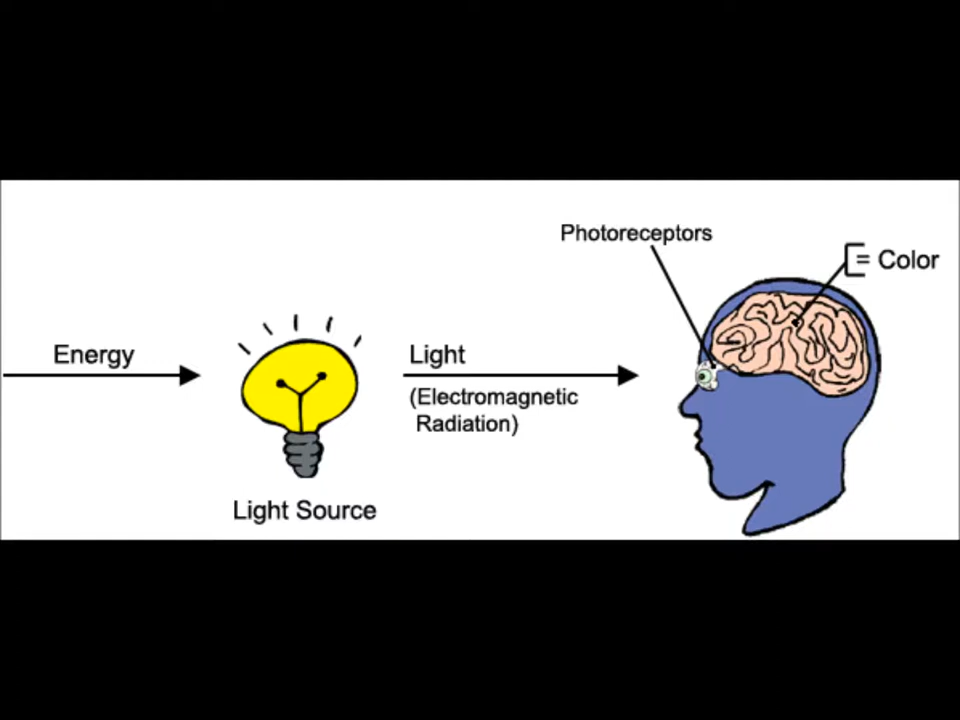 Photoreceptors
[= Color
Energy
Light
(Electromagnetic
Radiation)
Light Source